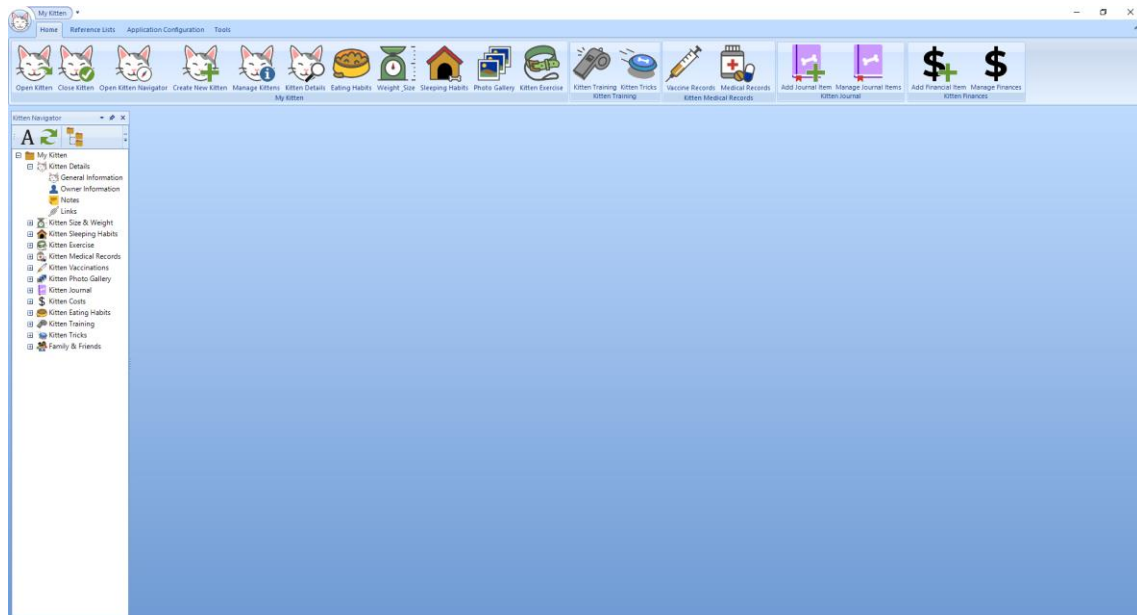 My Kitten
Home Reference Lists Application Configuration Tools
Open Kitten Close Kitten Open Kitten Navigator Create New Kitten Manage Kittens Kitten Details Eating Habits Weight_Size Sleeping Habits Photo Gallery Kitten Exercise Kitten Training Kitten Tricks Vaccine Records Medical Records Add Journal Item Manage Journal Items Add Financial Item Manage Finances
My Kitten Kitten Training Kitten Medical Records Kitten Journal Kitten Finances
Kitten Navigator
A
My Kitten
Kitten Details
General Information
Owner Information
Notes
Links
Kitten Size & Weight
Kitten Sleeping Habits
Kitten Exercise
Kitten Medical Records
Kitten Vaccinations
Kitten Photo Gallery
Kitten Journal
Kitten Costs
Kitten Eating Habits
Kitten Training
Kitten Tricks
Family & Friends